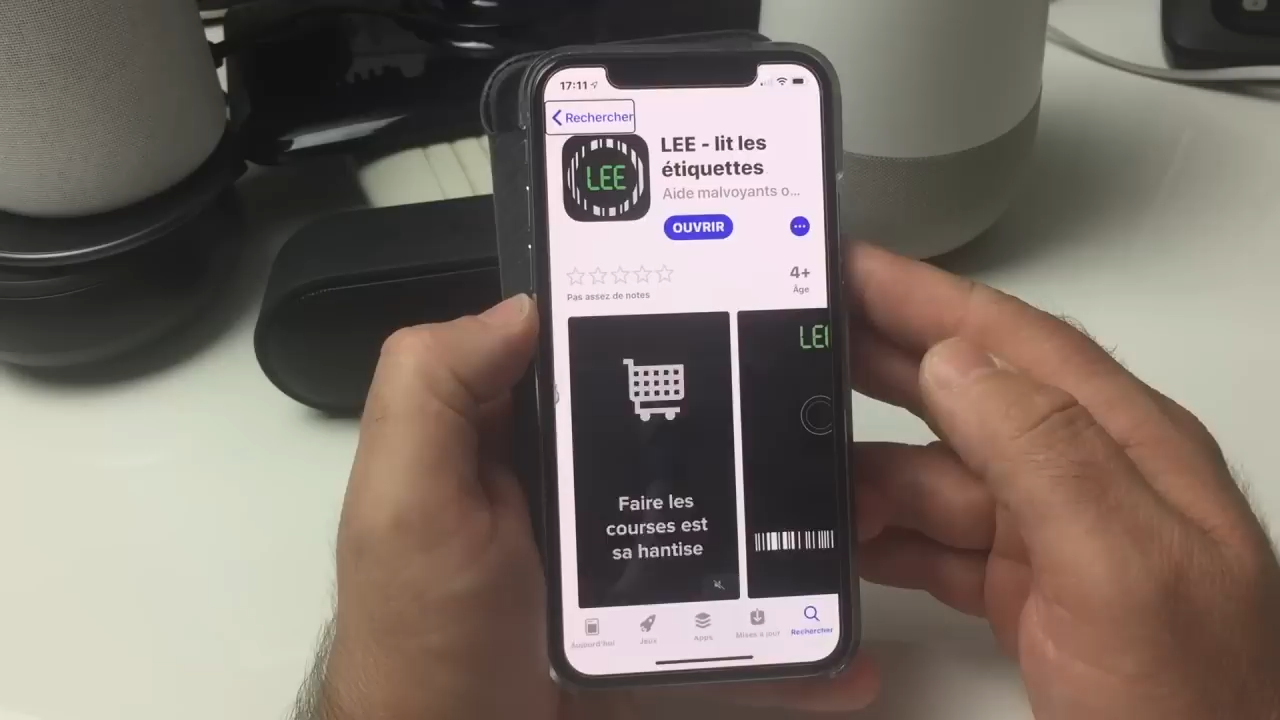 17:11
Rechercher
LEE
LEE - lit les
étiquettes
Aide malvoyants o...
OUVRIR
4+
Pas assez de notes
Âge
LEE
Faire les
courses est
sa hantise
Aujourd'hui
Jeux
Apps
Mises à jour
Rechercher